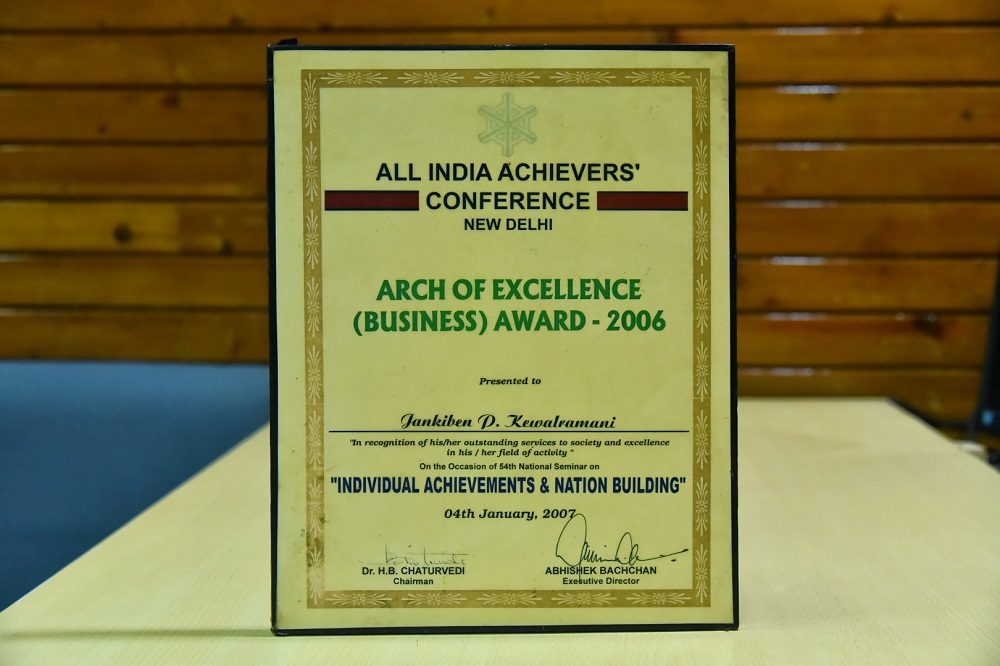 ALL INDIA ACHIEVERS'
CONFERENCE
NEW DELHI
ARCH OF EXCELLENCE
(BUSINESS) AWARD - 2006
Presented to
Jankiben P. Kewalramani
"In recognition of his/her outstanding services to society and excellence
in his / her field of activity "
On the Occasion of 54th National Seminar on
"INDIVIDUAL ACHIEVEMENTS & NATION BUILDING"
04th January, 2007
Dr. H.B. CHATURVEDI
Chairman
ABHISHEK BACHCHAN
Executive Director